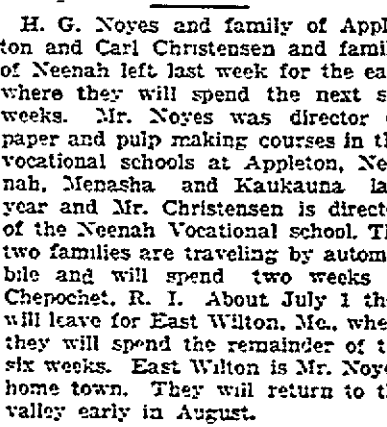 H. G. Noyes and family of Appl
ton and Carl Christensen and famil
of Neenah left last week for the ea
where they will spend the next s
weeks. Mr. Noyes was director
paper and pulp making courses in th
vocational schools at Appleton, Nee
nah, Menasha and Kaukauna la
year and Mr. Christensen is directo
of the Neenah Vocational school. Th
two families are traveling by autom
bile and will spend two weeks
Chepochet, R. I. About July 1 the
will leave for East Wilton, Me., whe
they will spend the remainder of t
six weeks. East Wilton is Mr. Noye
home town. They will return to th
valley early in August.